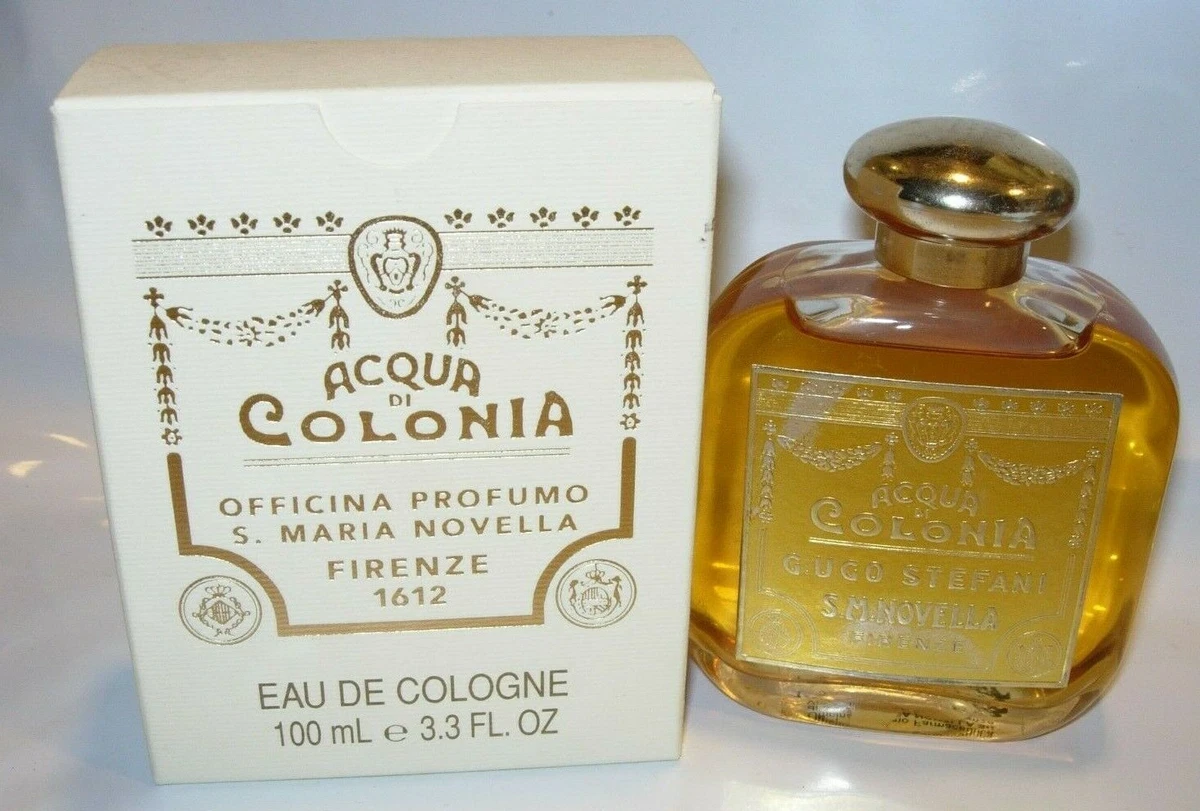 ACQUA
DI
COLONIA
OFFICINA PROFUMO
S. MARIA NOVELLA
FIRENZE
1612
EAU DE COLOGNE
100 mL e 3.3 FL. OZ
ACQUA
DI
COLONIA
G. UGO STEFANI
S.M. NOVELLA
FIRENZE